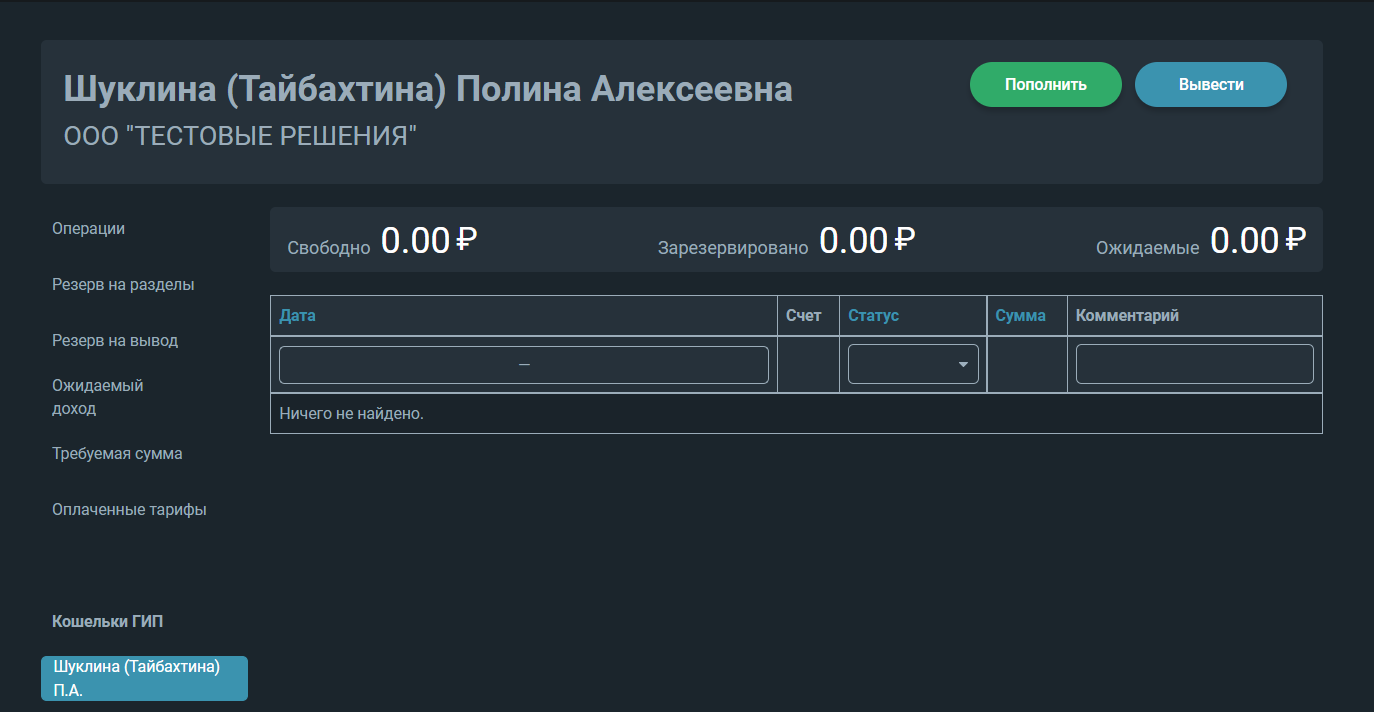 Шуклина (Тайбахтина) Полина Алексеевна
ООО "ТЕСТОВЫЕ РЕШЕНИЯ"
Пополнить
Вывести
Операции
Резерв на разделы
Резерв на вывод
Ожидаемый
доход
Требуемая сумма
Оплаченные тарифы
Кошельки ГИП
Шуклина (Тайбахтина)
П.А.
Свободно 0.00 ₽
Зарезервировано 0.00 ₽
Ожидаемые 0.00 ₽
Дата Счет Статус Сумма Комментарий
—
Ничего не найдено.